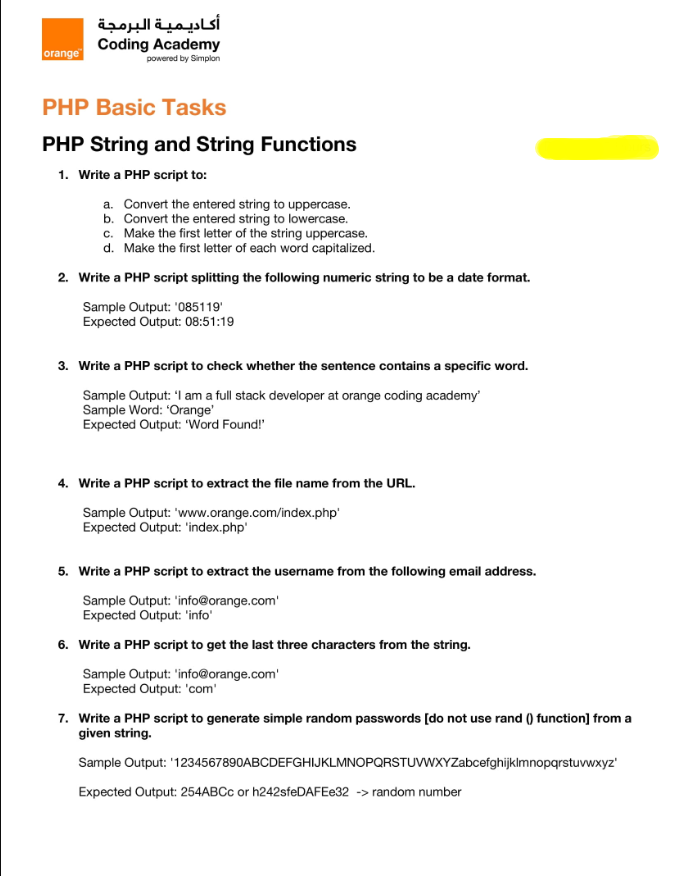 أكاديمية البرمجة
Coding Academy
powered by Simplon
orange™
PHP Basic Tasks
PHP String and String Functions
1. Write a PHP script to:
a. Convert the entered string to uppercase.
b. Convert the entered string to lowercase.
c. Make the first letter of the string uppercase.
d. Make the first letter of each word capitalized.
2. Write a PHP script splitting the following numeric string to be a date format.
Sample Output: '085119'
Expected Output: 08:51:19
3. Write a PHP script to check whether the sentence contains a specific word.
Sample Output: ‘I am a full stack developer at orange coding academy’
Sample Word: ‘Orange’
Expected Output: ‘Word Found!’
4. Write a PHP script to extract the file name from the URL.
Sample Output: 'www.orange.com/index.php'
Expected Output: 'index.php'
5. Write a PHP script to extract the username from the following email address.
Sample Output: 'info@orange.com'
Expected Output: 'info'
6. Write a PHP script to get the last three characters from the string.
Sample Output: 'info@orange.com'
Expected Output: 'com'
7. Write a PHP script to generate simple random passwords [do not use rand () function] from a
given string.
Sample Output: '1234567890ABCDEFGHIJKLMNOPQRSTUVWXYZabcefghijklmnopqrstuvwxyz'
Expected Output: 254ABCc or h242sfeDAFEe32 -> random number